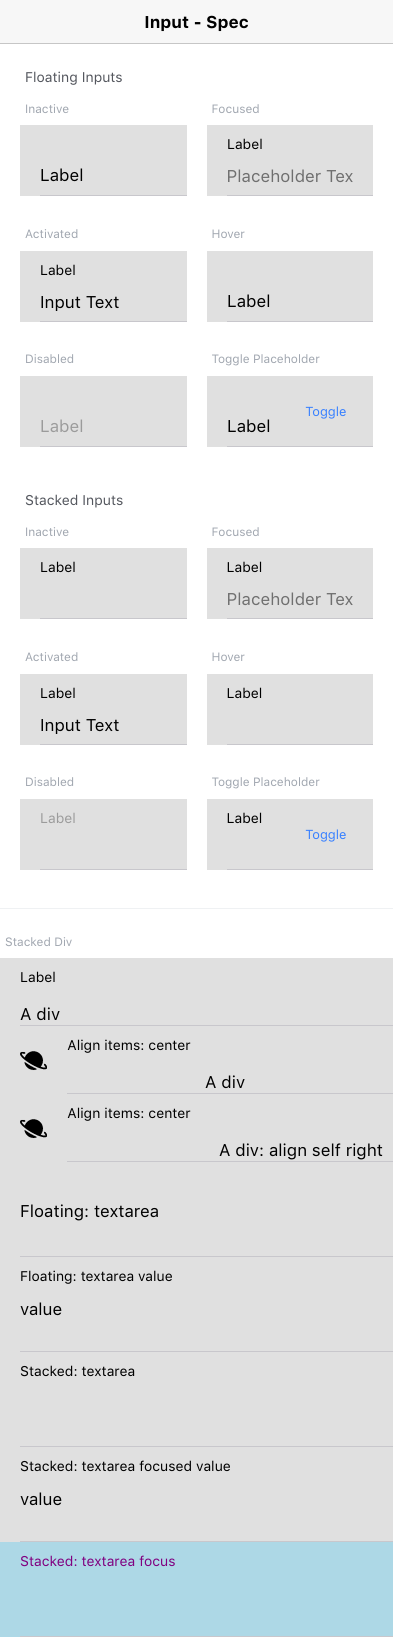 Input - Spec
Floating Inputs
Inactive
Focused
Label
Label
Placeholder Tex
Activated
Hover
Label
Input Text
Label
Disabled
Toggle Placeholder
Label
Label
Toggle
Stacked Inputs
Inactive
Focused
Label
Label
Placeholder Tex
Activated
Hover
Label
Input Text
Label
Disabled
Toggle Placeholder
Label
Label
Toggle
Stacked Div
Label
A div
Align items: center
A div
Align items: center
A div: align self right
Floating: textarea
Floating: textarea value
value
Stacked: textarea
Stacked: textarea focused value
value
Stacked: textarea focus